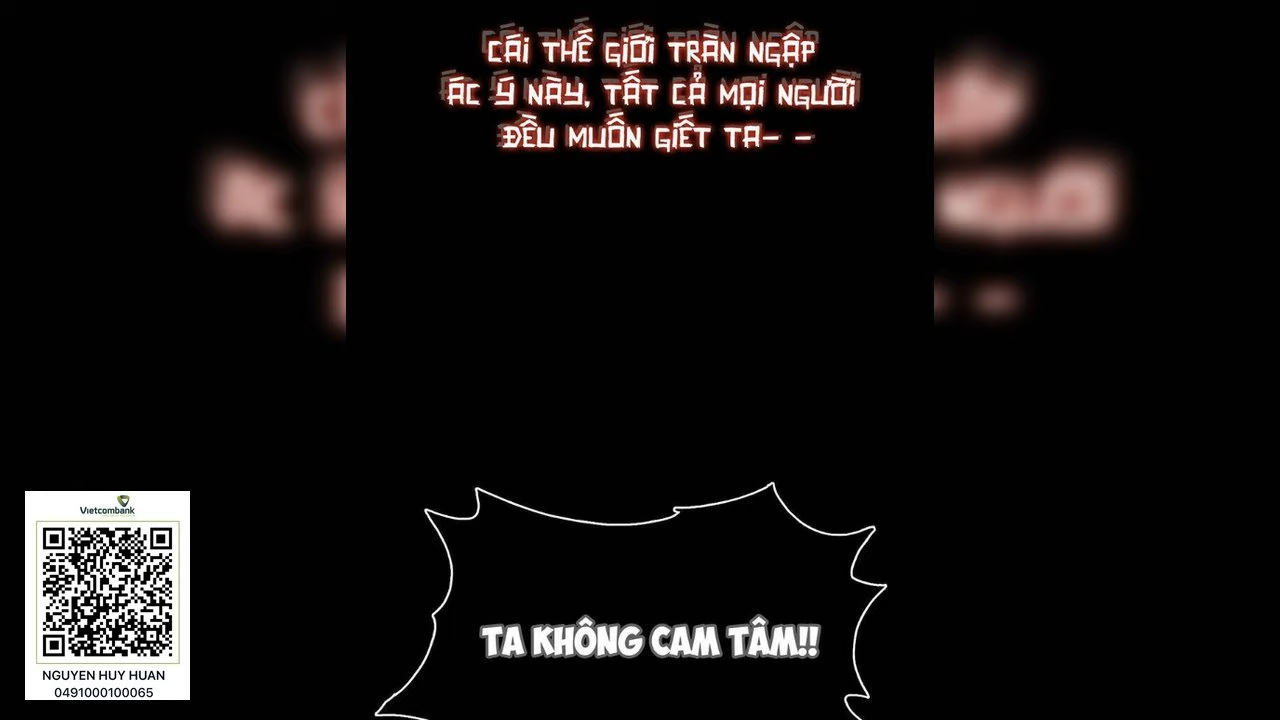 CÁI THẾ GIỚI TRÀN NGẬP
ÁC Ý NÀY, TẤT CẢ MỌI NGƯỜI
ĐỀU MUỐN GIẾT TA- -
TA KHÔNG CAM TÂM!!
Vietcombank
NGUYEN HUY HUAN
0491000100065